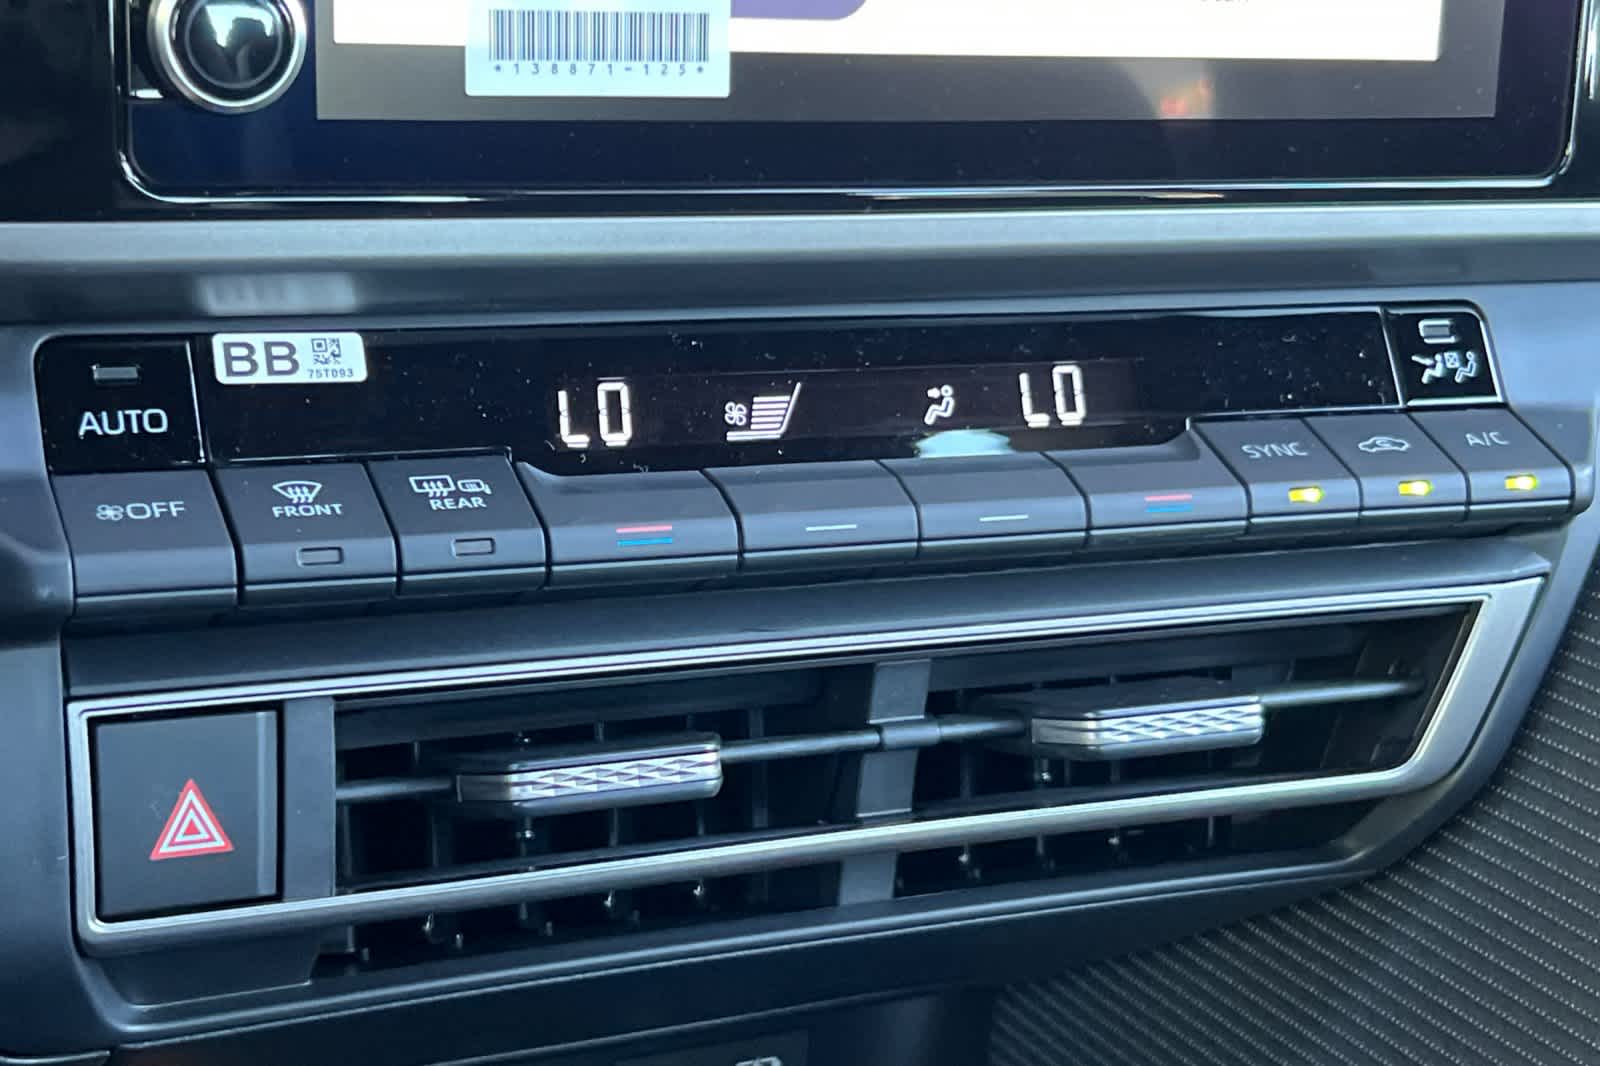 *138871-125*
BB
75T093
AUTO
LO
LO
OFF
FRONT
REAR
SYNC
A/C